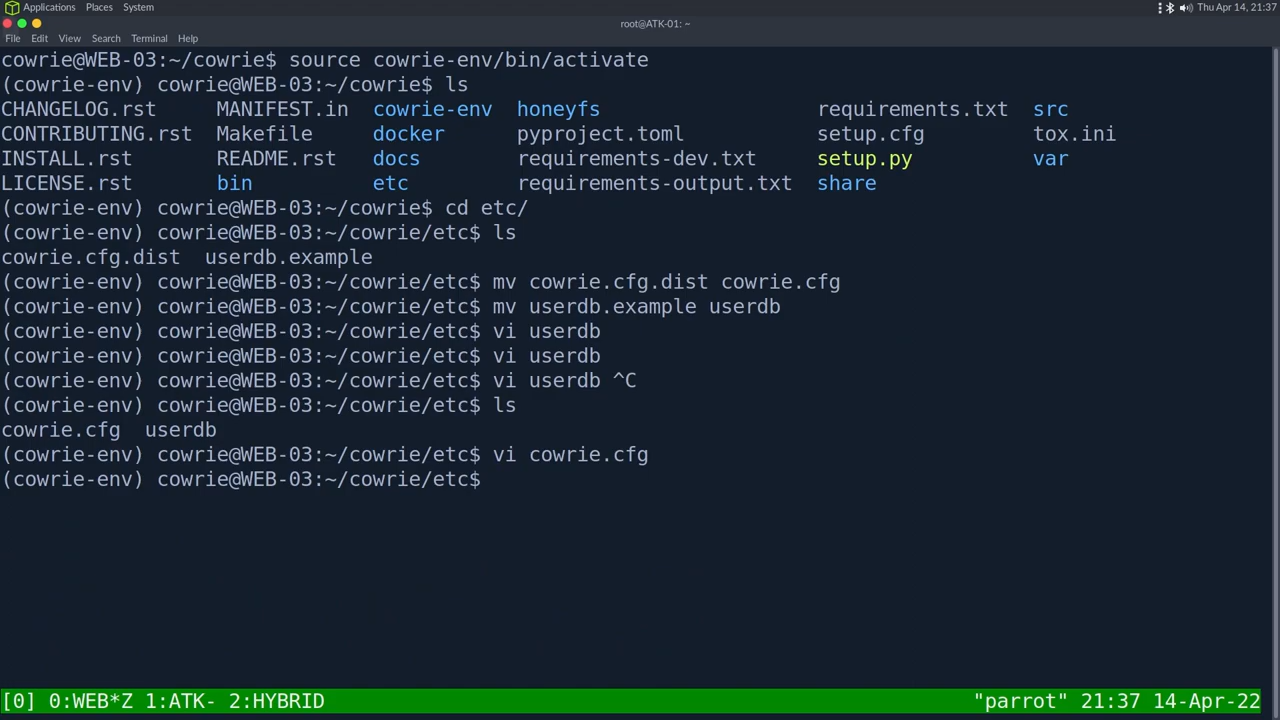 Applications Places System Thu Apr 14, 21:37
root@ATK-01: ~
File Edit View Search Terminal Help
cowrie@WEB-03:~/cowrie$ source cowrie-env/bin/activate
(cowrie-env) cowrie@WEB-03:~/cowrie$ ls
CHANGELOG.rst MANIFEST.in cowrie-env honeyfs requirements.txt src
CONTRIBUTING.rst Makefile docker pyproject.toml setup.cfg tox.ini
INSTALL.rst README.rst docs requirements-dev.txt setup.py var
LICENSE.rst bin etc requirements-output.txt share
(cowrie-env) cowrie@WEB-03:~/cowrie$ cd etc/
(cowrie-env) cowrie@WEB-03:~/cowrie/etc$ ls
cowrie.cfg.dist userdb.example
(cowrie-env) cowrie@WEB-03:~/cowrie/etc$ mv cowrie.cfg.dist cowrie.cfg
(cowrie-env) cowrie@WEB-03:~/cowrie/etc$ mv userdb.example userdb
(cowrie-env) cowrie@WEB-03:~/cowrie/etc$ vi userdb
(cowrie-env) cowrie@WEB-03:~/cowrie/etc$ vi userdb
(cowrie-env) cowrie@WEB-03:~/cowrie/etc$ vi userdb ^C
(cowrie-env) cowrie@WEB-03:~/cowrie/etc$ ls
cowrie.cfg userdb
(cowrie-env) cowrie@WEB-03:~/cowrie/etc$ vi cowrie.cfg
(cowrie-env) cowrie@WEB-03:~/cowrie/etc$
[0] 0:WEB*Z 1:ATK- 2:HYBRID "parrot" 21:37 14-Apr-22